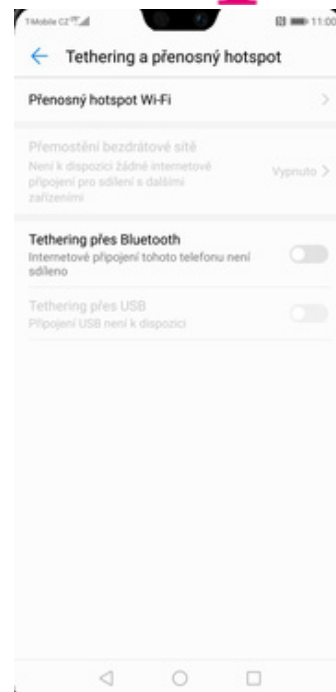 T-Mobile CZ 11:00
Tethering a přenosný hotspot
Přenosný hotspot Wi-Fi
Přemostění bezdrátové sítě
Není k dispozici žádné internetové
připojení pro sdílení s dalšími
zařízeními
Vypnuto
Tethering přes Bluetooth
Internetové připojení tohoto telefonu není
sdíleno
Tethering přes USB
Připojení USB není k dispozici